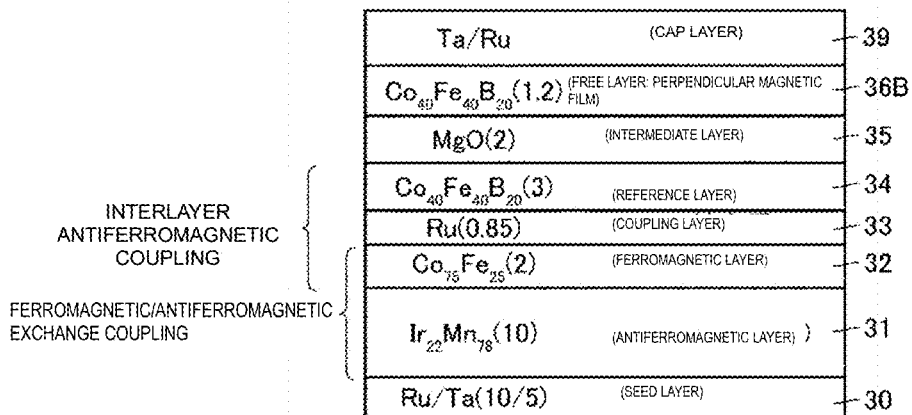 Ta/Ru (CAP LAYER) 39
Co₄₀Fe₄₀B₂₀(1.2) (FREE LAYER: PERPENDICULAR MAGNETIC FILM) 36B
MgO(2) (INTERMEDIATE LAYER) 35
Co₄₀Fe₄₀B₂₀(3) (REFERENCE LAYER) 34
Ru(0.85) (COUPLING LAYER) 33
Co₇₅Fe₂₅(2) (FERROMAGNETIC LAYER) 32
Ir₂₂Mn₇₈(10) (ANTIFERROMAGNETIC LAYER) ) 31
Ru/Ta(10/5) (SEED LAYER) 30
INTERLAYER
ANTIFERROMAGNETIC
COUPLING
FERROMAGNETIC/ANTIFERROMAGNETIC
EXCHANGE COUPLING